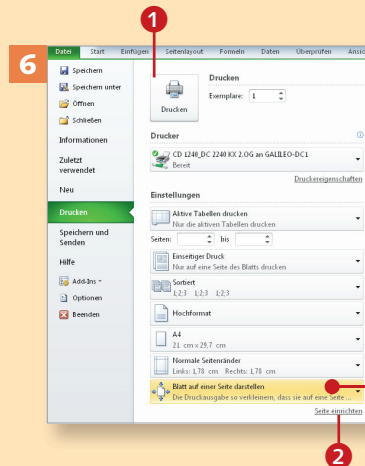 1
6
Datei Start Einfügen Seitenlayout Formeln Daten Überprüfen Ansic
Speichern
Speichern unter
Öffnen
Schließen
Informationen
Zuletzt
verwendet
Neu
Drucken
Speichern und
Senden
Hilfe
Add-Ins
Optionen
Beenden
Drucken
Drucken
Exemplare: 1
Drucker
CD 1240_DC 2240 KX 2.OG an GALILEO-DC1
Bereit
Druckereigenschaften
Einstellungen
Aktive Tabellen drucken
Nur die aktiven Tabellen drucken
Seiten: bis
Einseitiger Druck
Nur auf eine Seite des Blatts drucken
Sortiert
1;2;3 1;2;3 1;2;3
Hochformat
A4
21 cm x 29,7 cm
Normale Seitenränder
Links: 1,78 cm Rechts: 1,78 cm
Blatt auf einer Seite darstellen
Die Druckausgabe so verkleinern, dass sie auf eine Seite ...
Seite einrichten
2